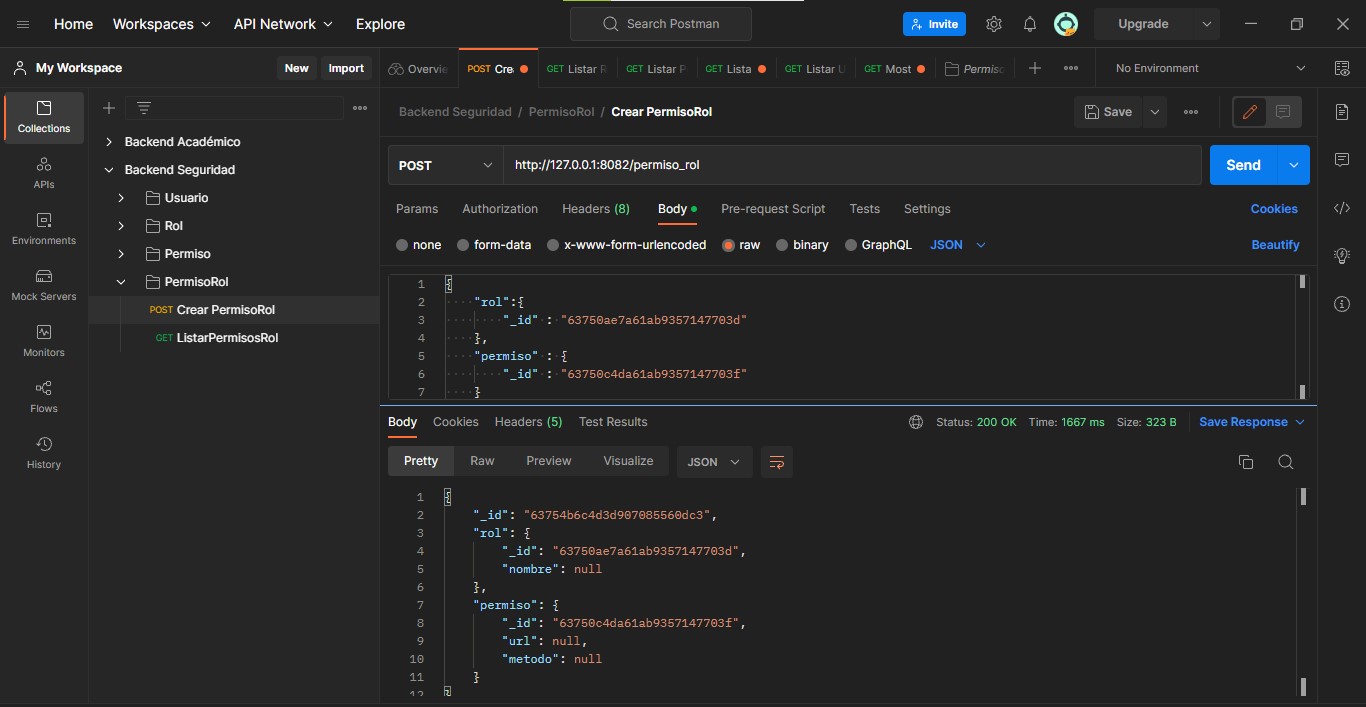 Home Workspaces API Network Explore Search Postman Invite Upgrade
My Workspace New Import Overvie POST Cre GET Listar R GET Listar P GET Lista GET Listar U GET Most Permisc No Environment
Collections
APIs
Environments
Mock Servers
Monitors
Flows
History
Backend Académico
Backend Seguridad
Usuario
Rol
Permiso
PermisoRol
POST Crear PermisoRol
GET ListarPermisosRol
Backend Seguridad / PermisoRol / Crear PermisoRol Save
POST http://127.0.0.1:8082/permiso_rol Send
Params Authorization Headers (8) Body Pre-request Script Tests Settings Cookies
none form-data x-www-form-urlencoded raw binary GraphQL JSON Beautify
1 {
2 "rol":{
3 "_id" : "63750ae7a61ab9357147703d"
4 },
5 "permiso" : {
6 "_id" : "63750c4da61ab9357147703f"
7 }
Body Cookies Headers (5) Test Results Status: 200 OK Time: 1667 ms Size: 323 B Save Response
Pretty Raw Preview Visualize JSON
1 {
2 "_id": "63754b6c4d3d907085560dc3",
3 "rol": {
4 "_id": "63750ae7a61ab9357147703d",
5 "nombre": null
6 },
7 "permiso": {
8 "_id": "63750c4da61ab9357147703f",
9 "url": null,
10 "metodo": null
11 }
12 }